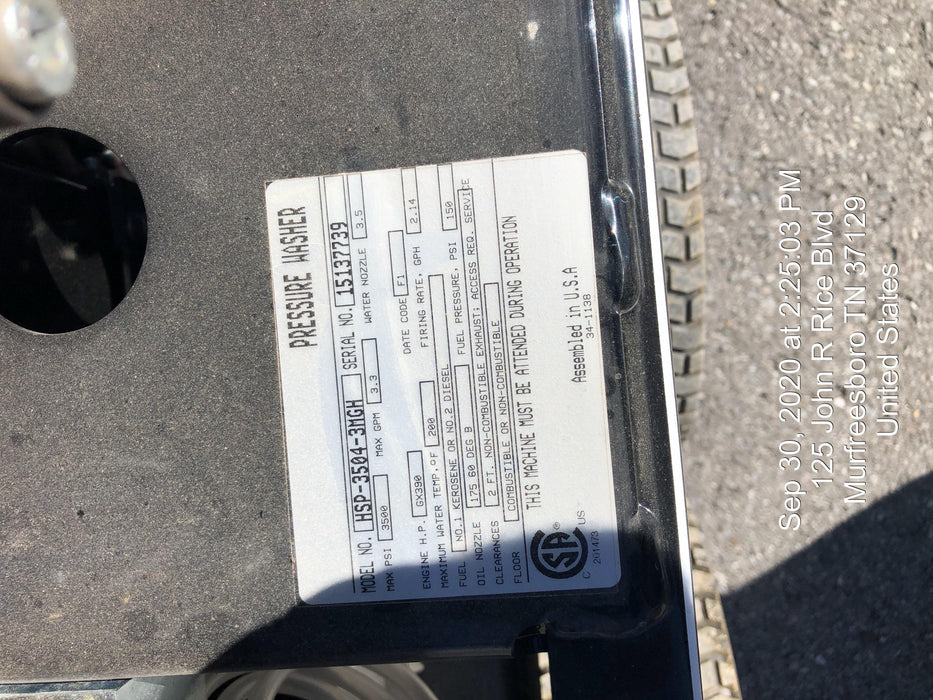 PRESSURE WASHER
MODEL NO. HSP-3504-3MGH SERIAL NO. 15137739
MAX PSI 3500 MAX GPM 3.3 WATER NOZZLE 3.5
ENGINE H.P. GX390 DATE CODE F1
MAXIMUM WATER TEMP.°F 200 FIRING RATE, GPH 2.14
FUEL NO.1 KEROSENE OR NO.2 DIESEL FUEL PRESSURE, PSI 150
OIL NOZZLE 175 60 DEG B
CLEARANCES 2 FT. NON-COMBUSTIBLE EXHAUST; ACCESS REQ. SERVICE
FLOOR COMBUSTIBLE OR NON-COMBUSTIBLE
THIS MACHINE MUST BE ATTENDED DURING OPERATION
SA ®
C US
201473
Assembled in U.S.A
34-1138
Sep 30, 2020 at 2:25:03 PM
125 John R Rice Blvd
Murfreesboro TN 37129
United States